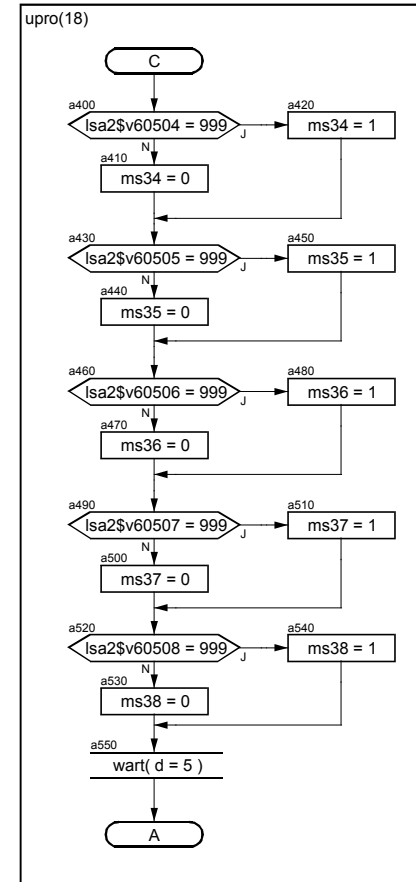 upro(18)
C
a400
lsa2$v60504 = 999
J
N
a420
ms34 = 1
a410
ms34 = 0
a430
lsa2$v60505 = 999
J
N
a450
ms35 = 1
a440
ms35 = 0
a460
lsa2$v60506 = 999
J
N
a480
ms36 = 1
a470
ms36 = 0
a490
lsa2$v60507 = 999
J
N
a510
ms37 = 1
a500
ms37 = 0
a520
lsa2$v60508 = 999
J
N
a540
ms38 = 1
a530
ms38 = 0
a550
wart( d = 5 )
A